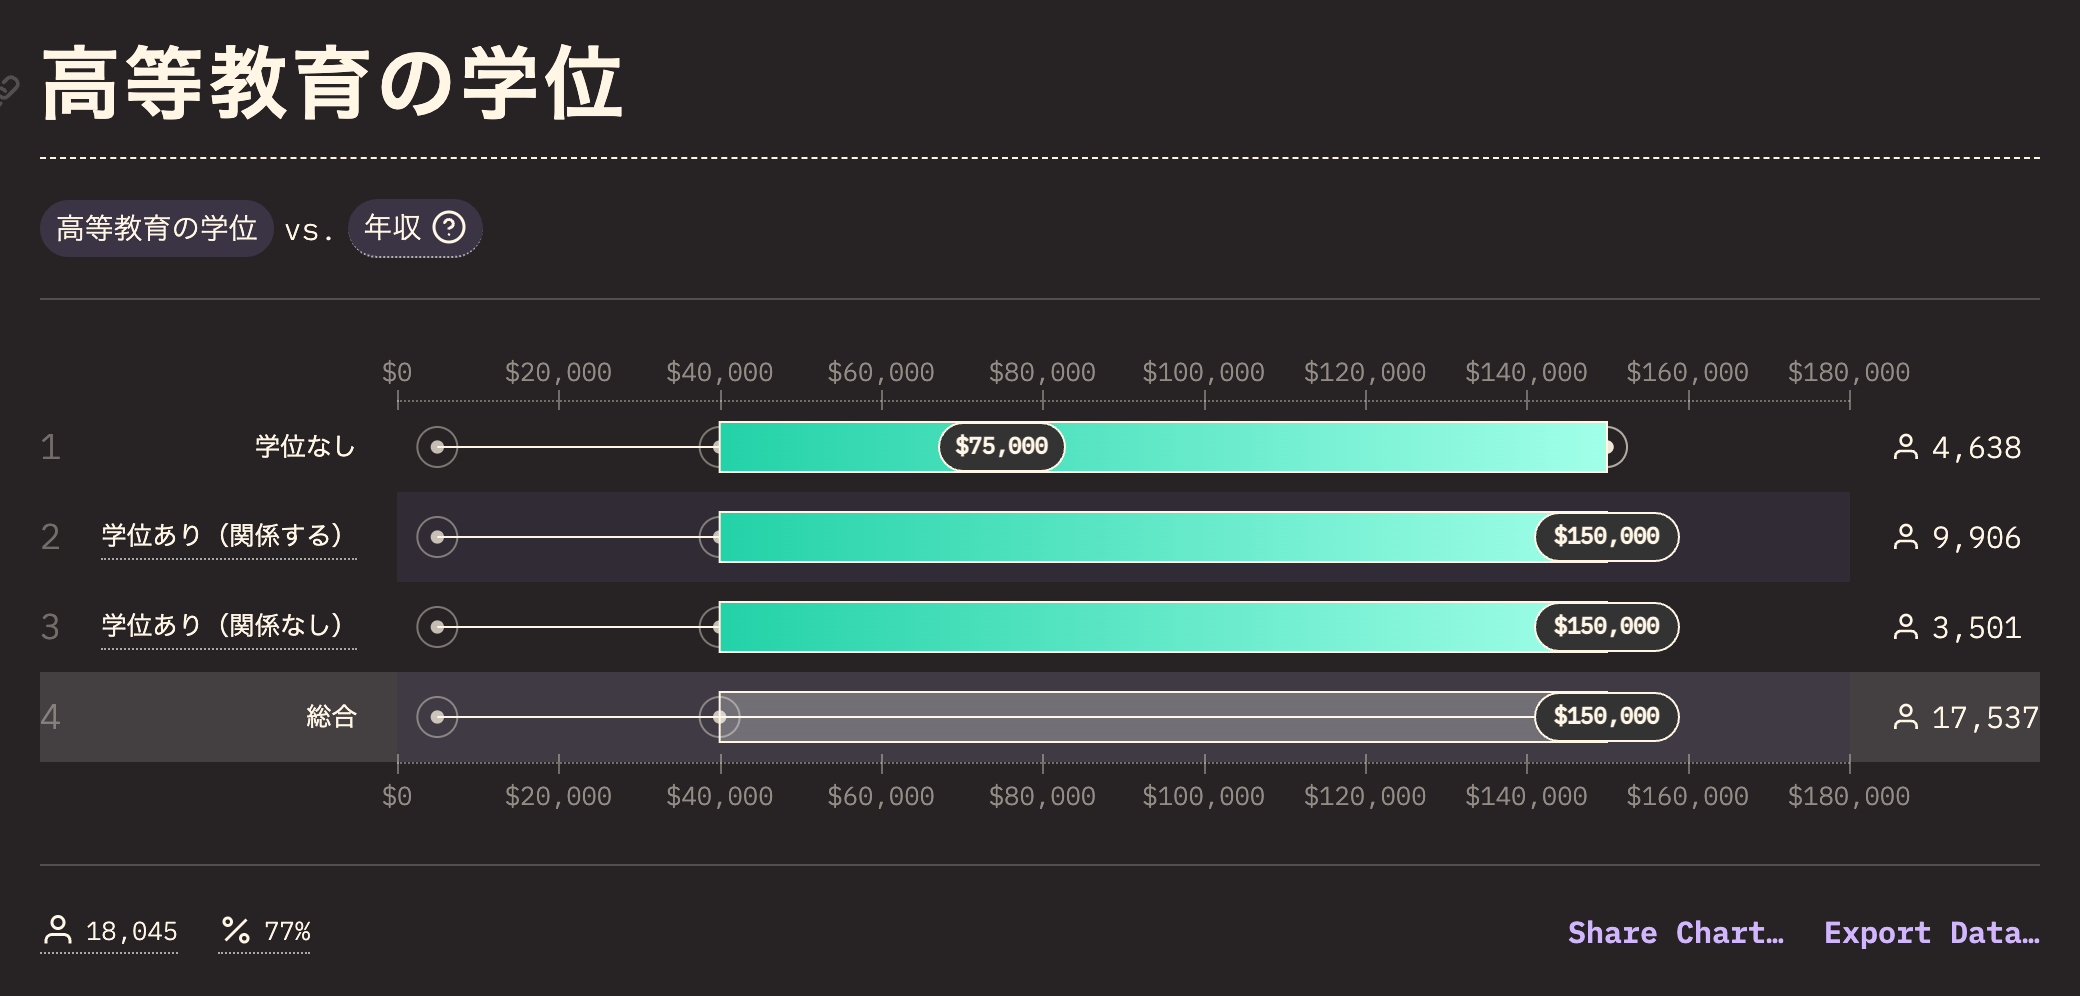 高等教育の学位
高等教育の学位 vs. 年収 ?
$0 $20,000 $40,000 $60,000 $80,000 $100,000 $120,000 $140,000 $160,000 $180,000
1 学位なし $75,000 4,638
2 学位あり（関係する） $150,000 9,906
3 学位あり（関係なし） $150,000 3,501
4 総合 $150,000 17,537
$0 $20,000 $40,000 $60,000 $80,000 $100,000 $120,000 $140,000 $160,000 $180,000
18,045 % 77% Share Chart… Export Data…